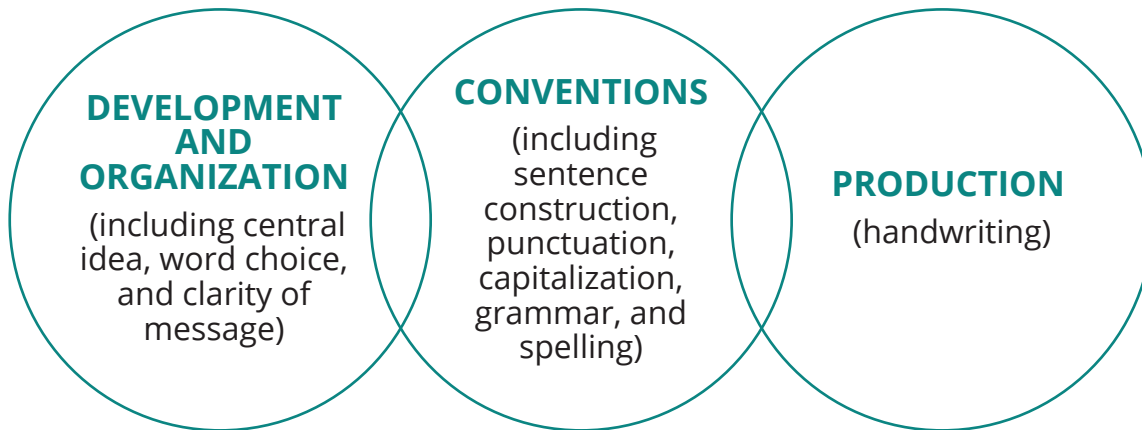 DEVELOPMENT
AND
ORGANIZATION
(including central
idea, word choice,
and clarity of
message)
CONVENTIONS
(including
sentence
construction,
punctuation,
capitalization,
grammar, and
spelling)
PRODUCTION
(handwriting)